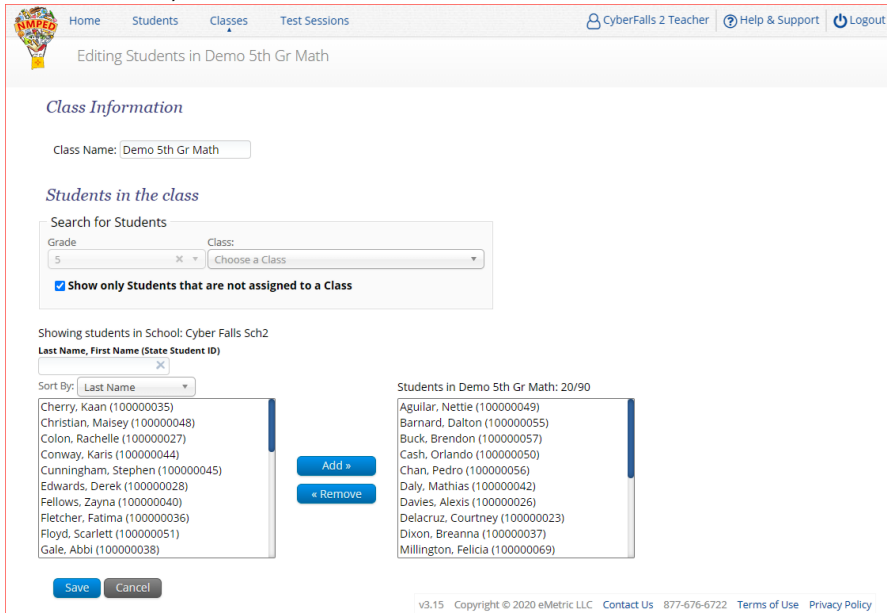 NMPED
Home Students Classes Test Sessions CyberFalls 2 Teacher ? Help & Support Logout
Editing Students in Demo 5th Gr Math
Class Information
Class Name: Demo 5th Gr Math
Students in the class
Search for Students
Grade Class:
5 Choose a Class
Show only Students that are not assigned to a Class
Showing students in School: Cyber Falls Sch2
Last Name, First Name (State Student ID)
Sort By: Last Name
Cherry, Kaan (100000035)
Christian, Maisey (100000048)
Colon, Rachelle (100000027)
Conway, Karis (100000044)
Cunningham, Stephen (100000045)
Edwards, Derek (100000028)
Fellows, Zayna (100000040)
Fletcher, Fatima (100000036)
Floyd, Scarlett (100000051)
Gale, Abbi (100000038)
Add »
« Remove
Students in Demo 5th Gr Math: 20/90
Aguilar, Nettie (100000049)
Barnard, Dalton (100000055)
Buck, Brendon (100000057)
Cash, Orlando (100000050)
Chan, Pedro (100000056)
Daly, Mathias (100000042)
Davies, Alexis (100000026)
Delacruz, Courtney (100000023)
Dixon, Breanna (100000037)
Millington, Felicia (100000069)
Save Cancel
v3.15 Copyright © 2020 eMetric LLC Contact Us 877-676-6722 Terms of Use Privacy Policy